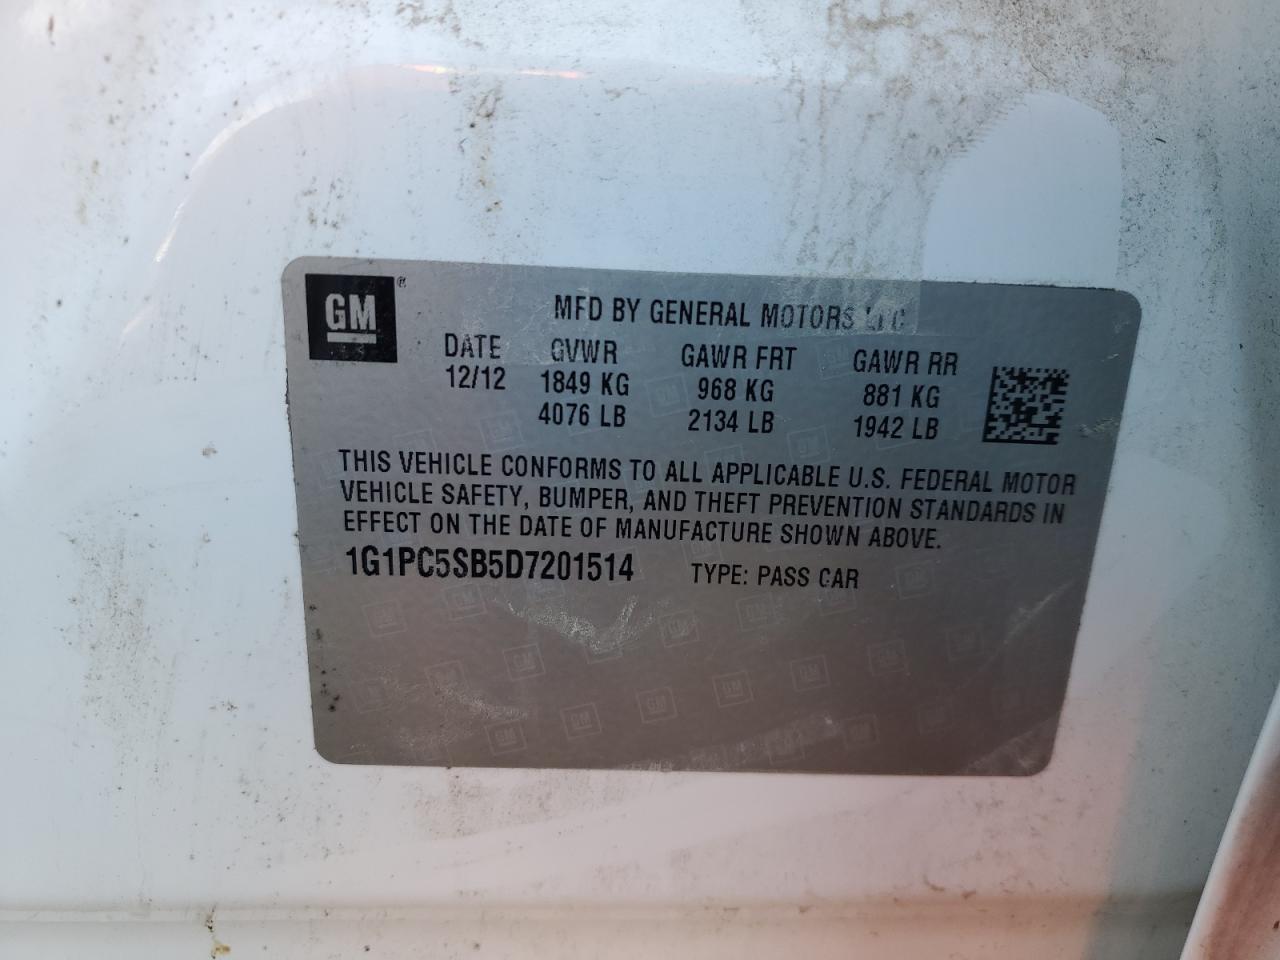 GM®
MFD BY GENERAL MOTORS LLC
DATE GVWR GAWR FRT GAWR RR
12/12 1849 KG 968 KG 881 KG
4076 LB 2134 LB 1942 LB
THIS VEHICLE CONFORMS TO ALL APPLICABLE U.S. FEDERAL MOTOR
VEHICLE SAFETY, BUMPER, AND THEFT PREVENTION STANDARDS IN
EFFECT ON THE DATE OF MANUFACTURE SHOWN ABOVE.
1G1PC5SB5D7201514 TYPE: PASS CAR